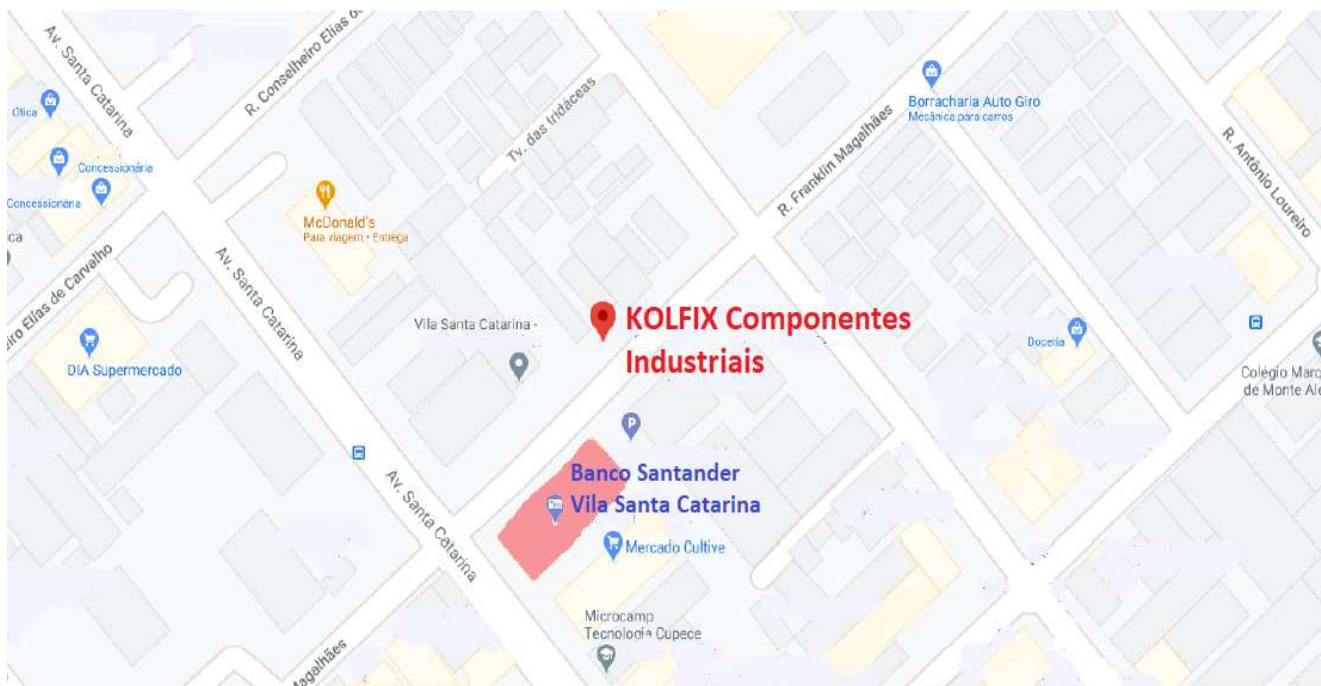 Av. Santa Catarina
R. Conselheiro Elias de
Ótica
Concessionária
Concessionária
ca
McDonald's
Para viagem • Entrega
Tv. das Iridáceas
Borracharia Auto Giro
Mecânica para carros
R. Franklin Magalhães
R. Antônio Loureiro
iro Elias de Carvalho
Av. Santa Catarina
DIA Supermercado
Vila Santa Catarina -
KOLFIX Componentes
Industriais
Doceria
Colégio Marq
de Monte Ale
P
Banco Santander
Vila Santa Catarina
Av. Santa Catarina
Mercado Cultive
Microcamp
Tecnologia Cupece
Magalhães